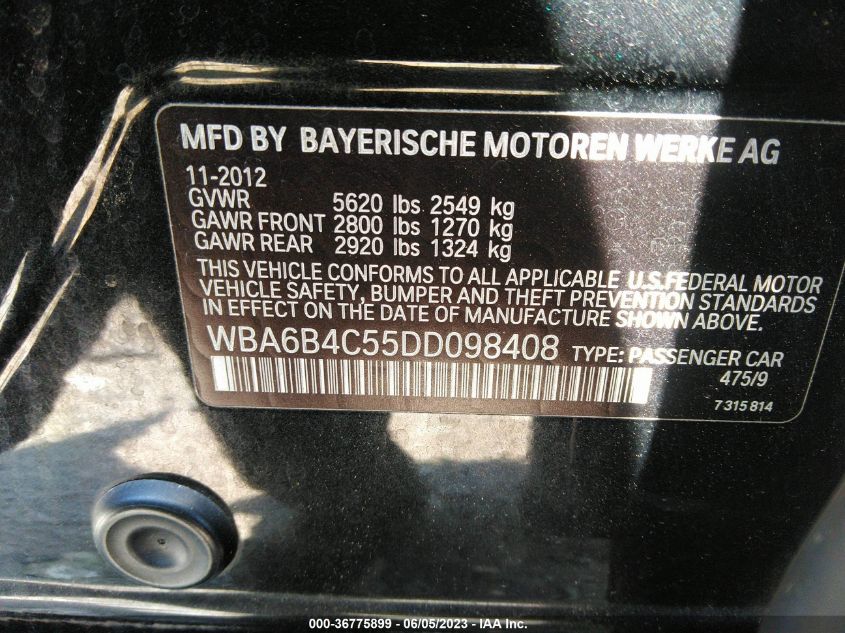 MFD BY BAYERISCHE MOTOREN WERKE AG
11-2012
GVWR 5620 lbs 2549 kg
GAWR FRONT 2800 lbs 1270 kg
GAWR REAR 2920 lbs 1324 kg
THIS VEHICLE CONFORMS TO ALL APPLICABLE U.S.FEDERAL MOTOR
VEHICLE SAFETY, BUMPER AND THEFT PREVENTION STANDARDS
IN EFFECT ON THE DATE OF MANUFACTURE SHOWN ABOVE.
WBA6B4C55DD098408 TYPE: PASSENGER CAR
475/9
7 315 814
000-36775899 - 06/05/2023 - IAA Inc.